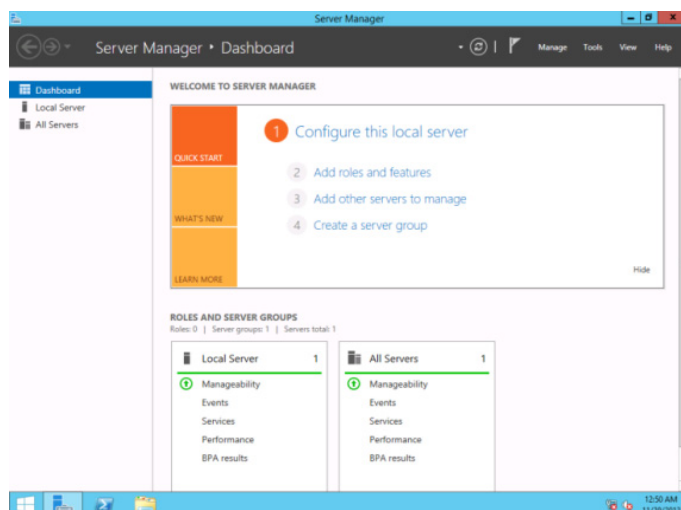 Server Manager
Server Manager • Dashboard
Manage Tools View Help
Dashboard
Local Server
All Servers
WELCOME TO SERVER MANAGER
QUICK START
WHAT'S NEW
LEARN MORE
1 Configure this local server
2 Add roles and features
3 Add other servers to manage
4 Create a server group
Hide
ROLES AND SERVER GROUPS
Roles: 0 | Server groups: 1 | Servers total: 1
Local Server 1
Manageability
Events
Services
Performance
BPA results
All Servers 1
Manageability
Events
Services
Performance
BPA results
12:50 AM